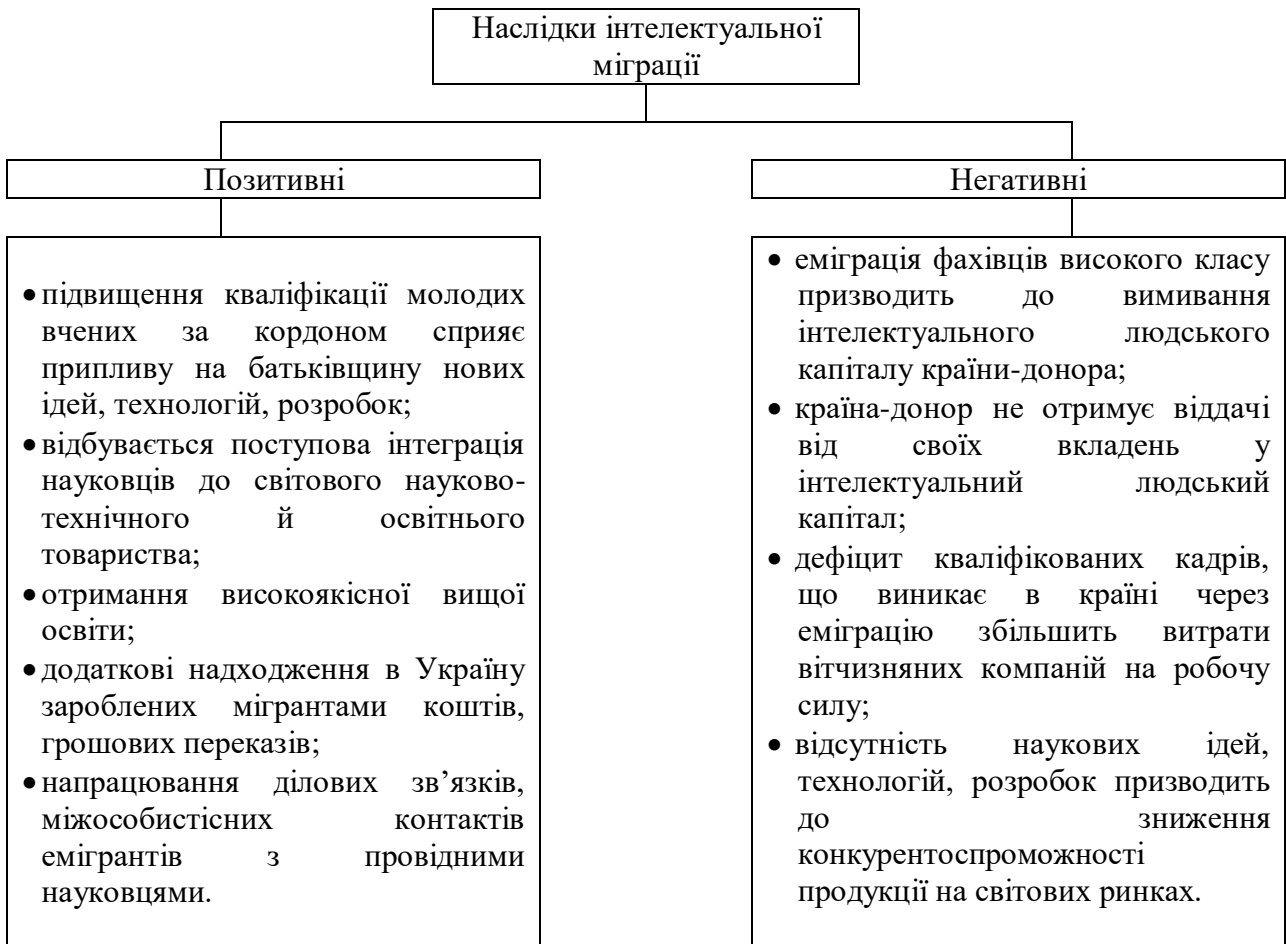 Наслідки інтелектуальної
міграції
Позитивні
• підвищення кваліфікації молодих
вчених за кордоном сприяє
припливу на батьківщину нових
ідей, технологій, розробок;
• відбувається поступова інтеграція
науковців до світового науково-
технічного й освітнього
товариства;
• отримання високоякісної вищої
освіти;
• додаткові надходження в Україну
зароблених мігрантами коштів,
грошових переказів;
• напрацювання ділових зв’язків,
міжособистісних контактів
емігрантів з провідними
науковцями.
Негативні
• еміграція фахівців високого класу
призводить до вимивання
інтелектуального людського
капіталу країни-донора;
• країна-донор не отримує віддачі
від своїх вкладень у
інтелектуальний людський
капітал;
• дефіцит кваліфікованих кадрів,
що виникає в країні через
еміграцію збільшить витрати
вітчизняних компаній на робочу
силу;
• відсутність наукових ідей,
технологій, розробок призводить
до зниження
конкурентоспроможності
продукції на світових ринках.